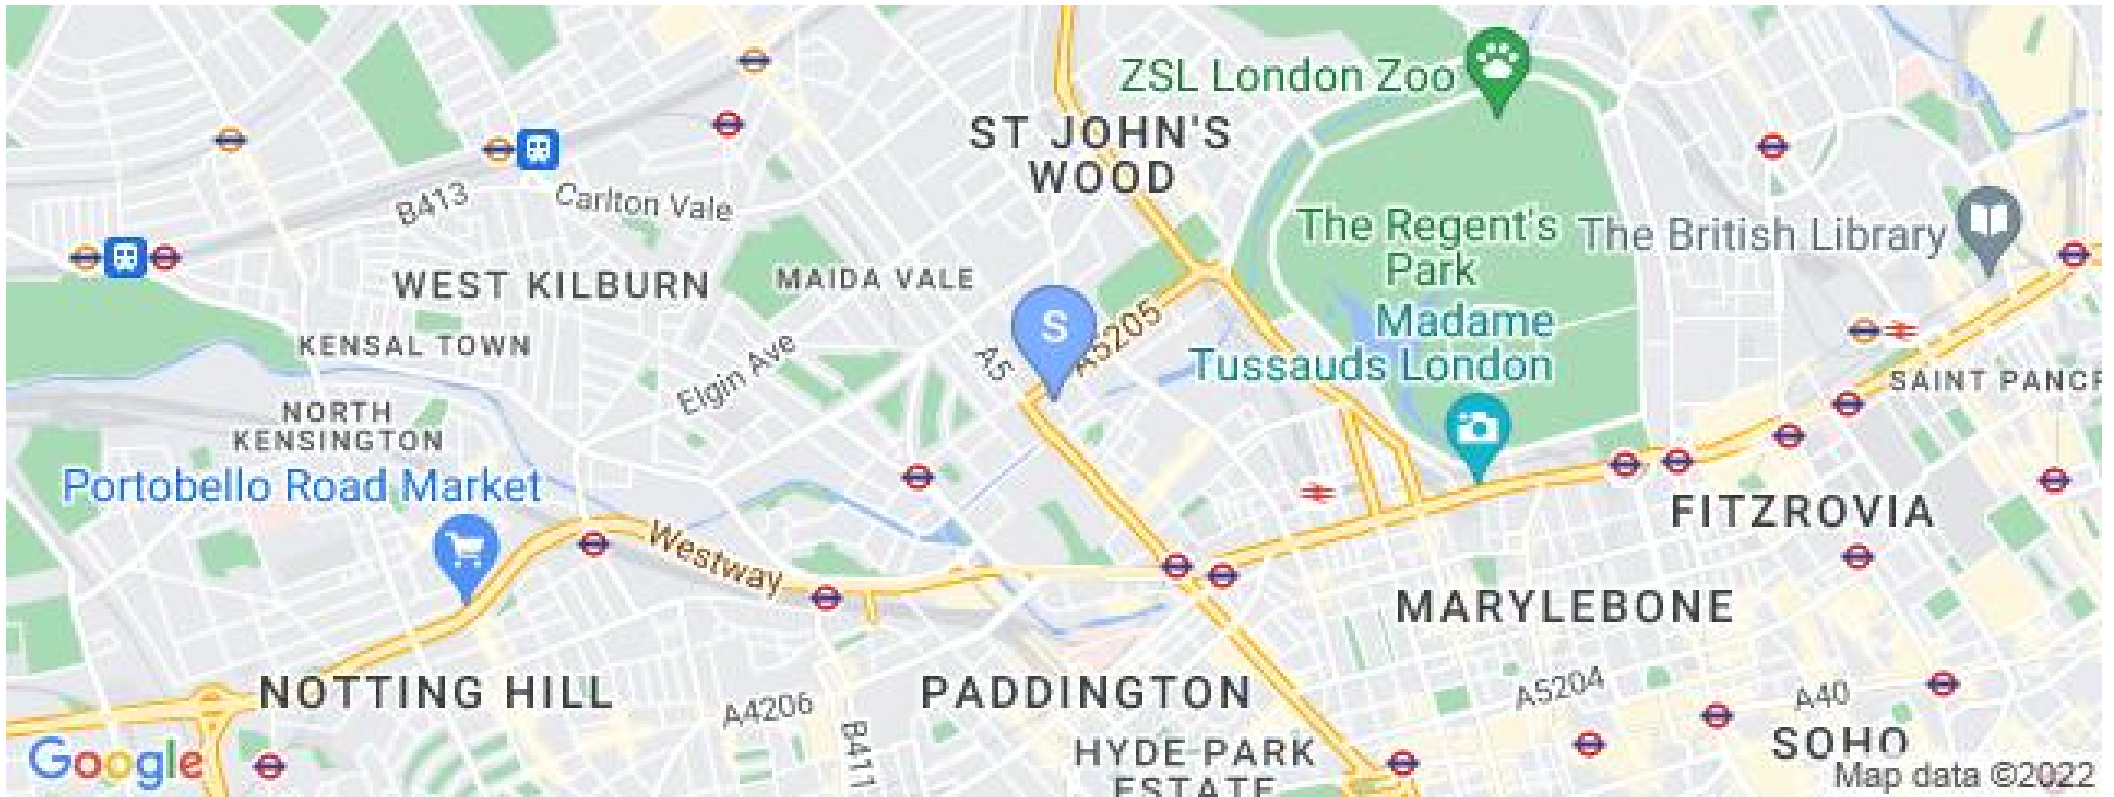 ZSL London Zoo
ST JOHN'S
WOOD
B413
Carlton Vale
The Regent's
Park
The British Library
WEST KILBURN
MAIDA VALE
S
A5205
A5
Madame
Tussauds London
KENSAL TOWN
Elgin Ave
SAINT PANCR
NORTH
KENSINGTON
Portobello Road Market
FITZROVIA
Westway
MARYLEBONE
NOTTING HILL
PADDINGTON
A4206
A5204
A40
B411
SOHO
HYDE PARK
ESTATE
Google
Map data ©2022